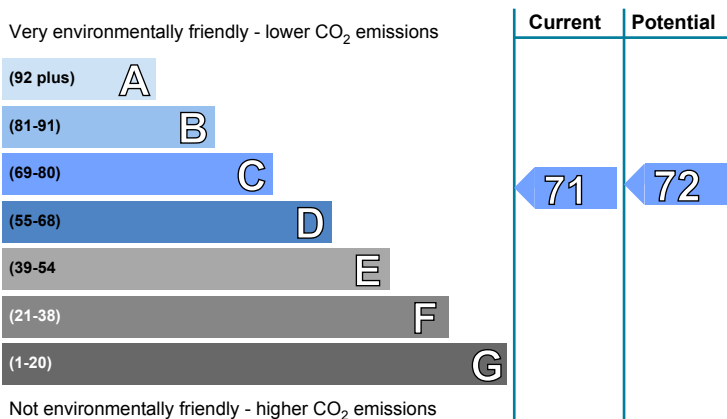 Very environmentally friendly - lower CO2 emissions
Current Potential
(92 plus) A
(81-91) B
(69-80) C
71 72
(55-68) D
(39-54 E
(21-38) F
(1-20) G
Not environmentally friendly - higher CO2 emissions